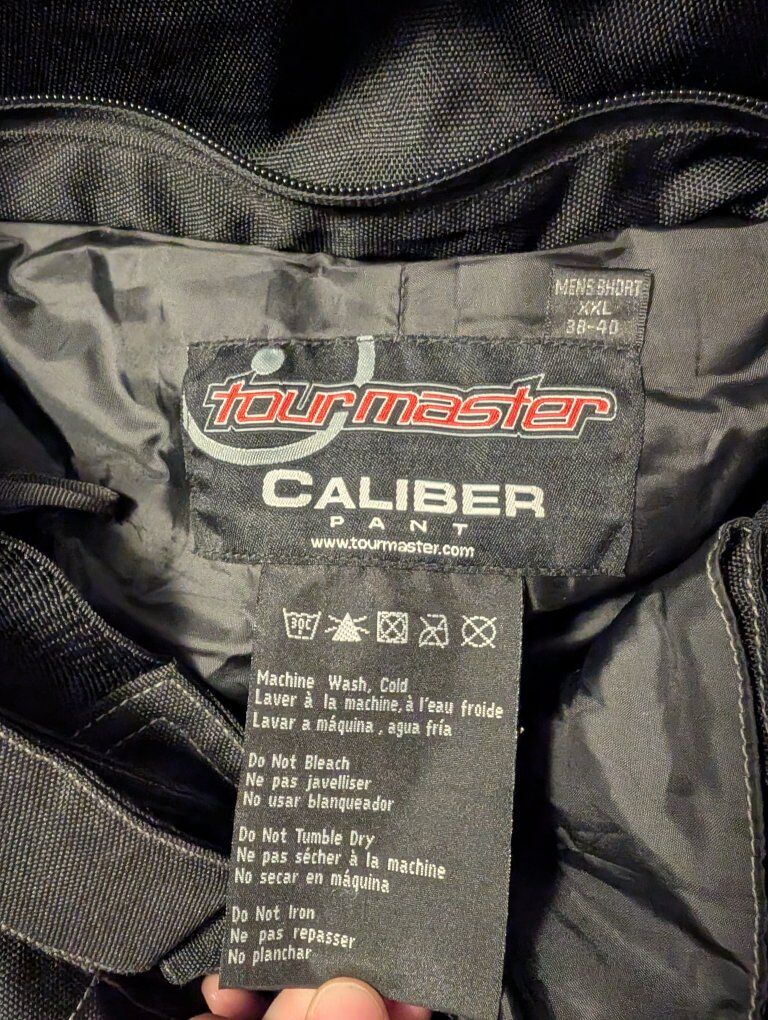 MENS SHORT
XXL
38-40
tourmaster
CALIBER
PANT
www.tourmaster.com
30C
Machine Wash, Cold
Laver à la machine, à l'eau froide
Lavar a máquina, agua fría
Do Not Bleach
Ne pas javelliser
No usar blanqueador
Do Not Tumble Dry
Ne pas sécher à la machine
No secar en máquina
Do Not Iron
Ne pas repasser
No planchar